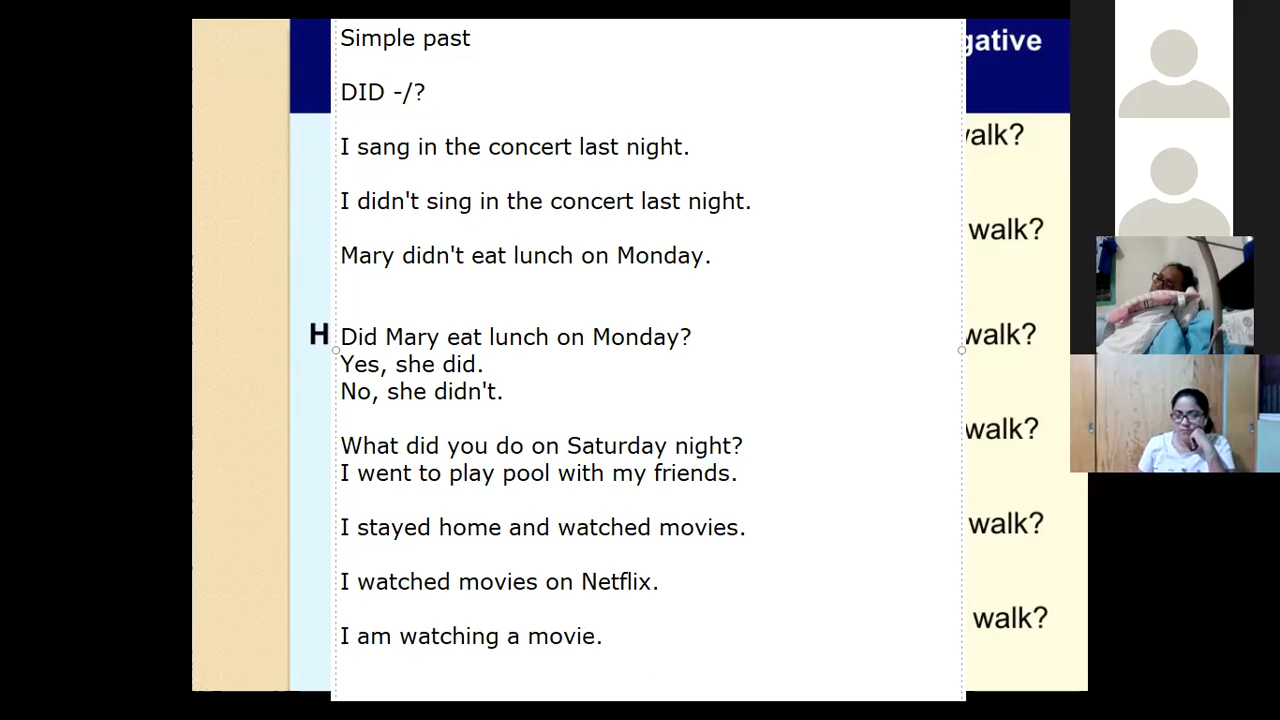 Simple past
DID -/?
I sang in the concert last night.
I didn't sing in the concert last night.
Mary didn't eat lunch on Monday.
Did Mary eat lunch on Monday?
Yes, she did.
No, she didn't.
What did you do on Saturday night?
I went to play pool with my friends.
I stayed home and watched movies.
I watched movies on Netflix.
I am watching a movie.
H
gative
walk?
walk?
walk?
walk?
walk?
walk?